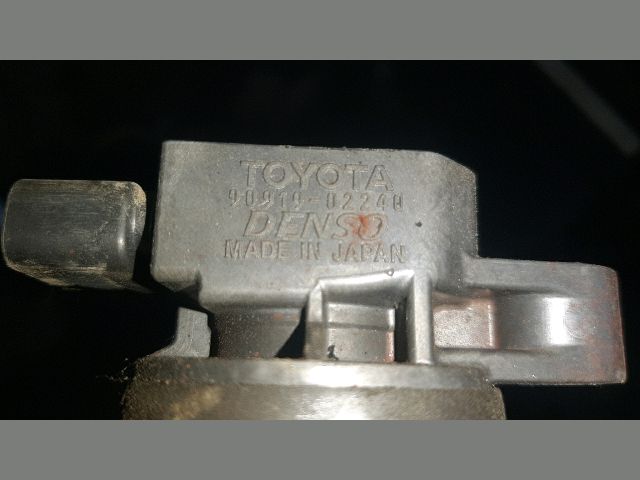 TOYOTA
90919-02240
DENSO
MADE IN JAPAN